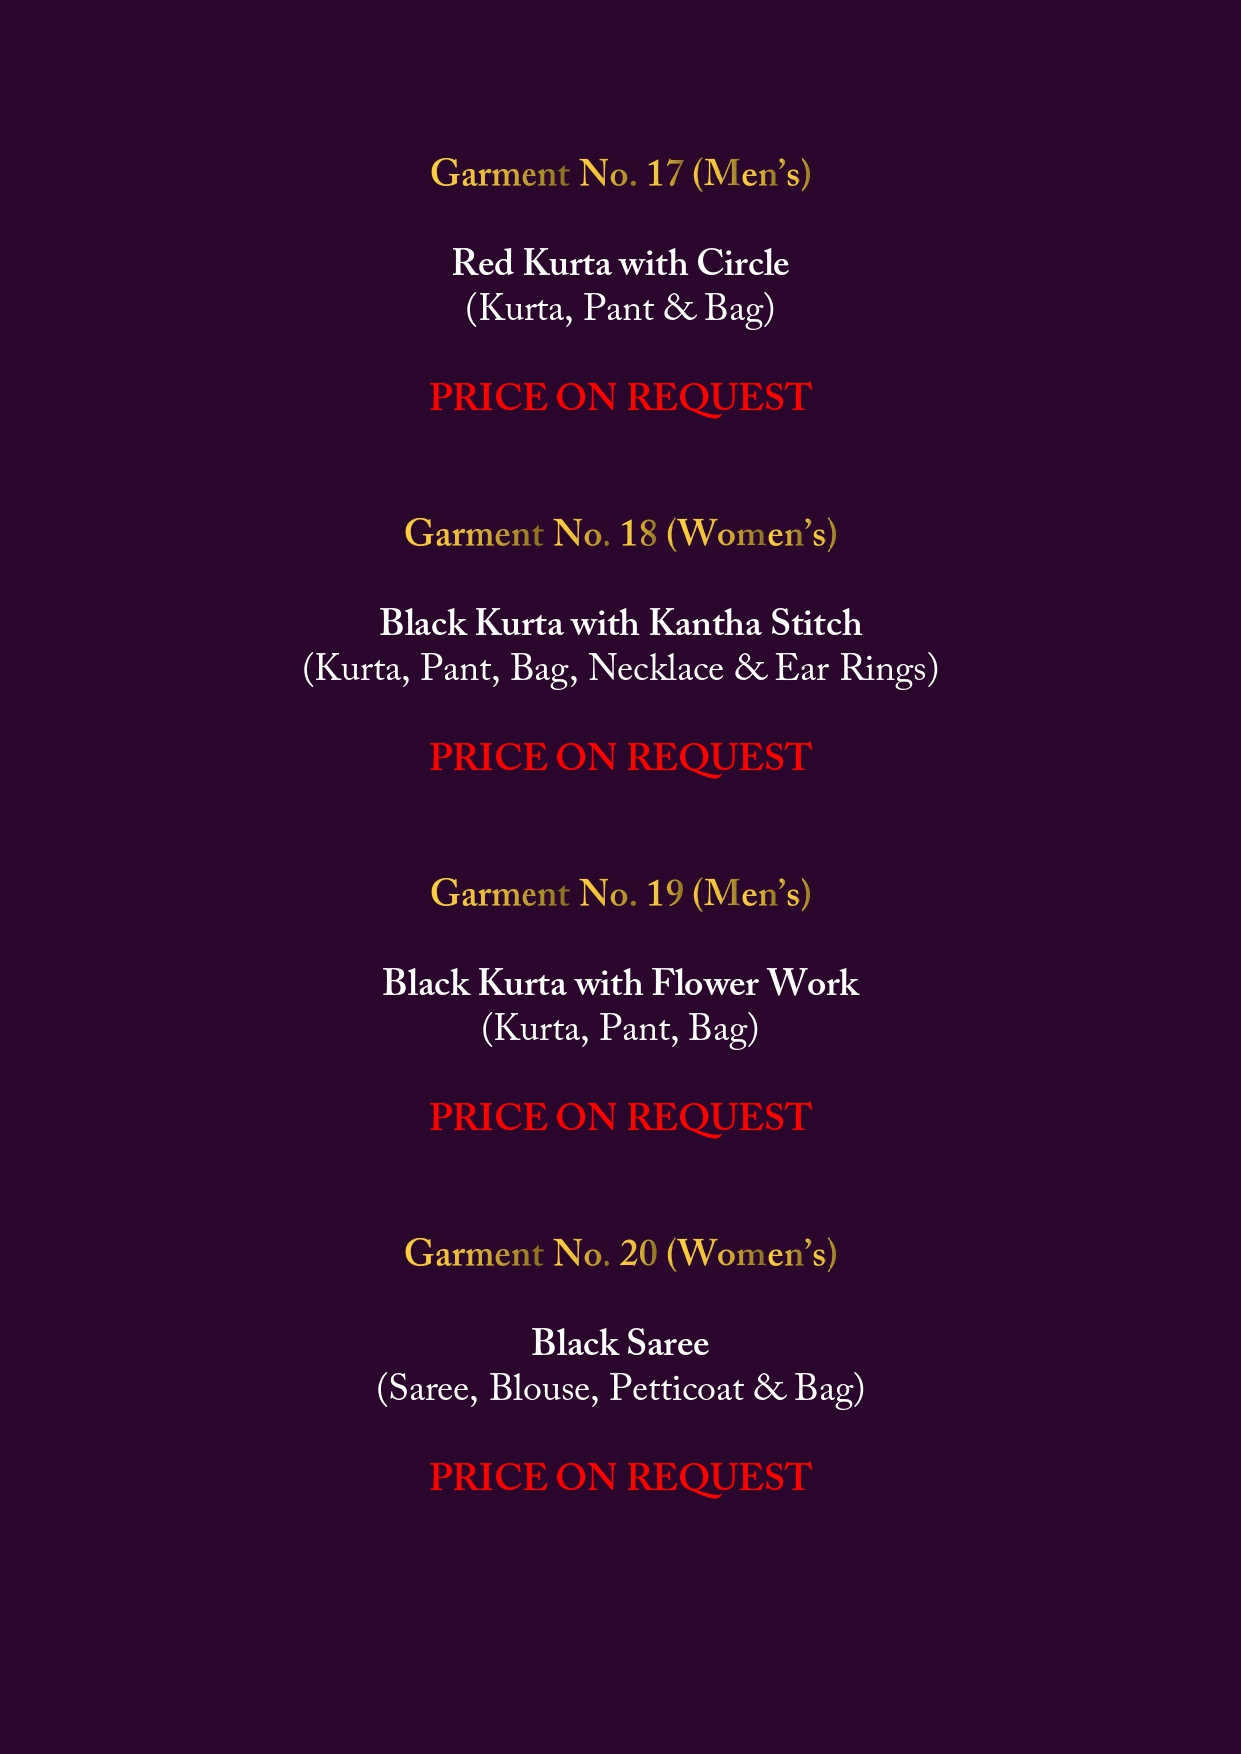 Garment No. 17 (Men’s)
Red Kurta with Circle
(Kurta, Pant & Bag)
PRICE ON REQUEST
Garment No. 18 (Women’s)
Black Kurta with Kantha Stitch
(Kurta, Pant, Bag, Necklace & Ear Rings)
PRICE ON REQUEST
Garment No. 19 (Men’s)
Black Kurta with Flower Work
(Kurta, Pant, Bag)
PRICE ON REQUEST
Garment No. 20 (Women’s)
Black Saree
(Saree, Blouse, Petticoat & Bag)
PRICE ON REQUEST